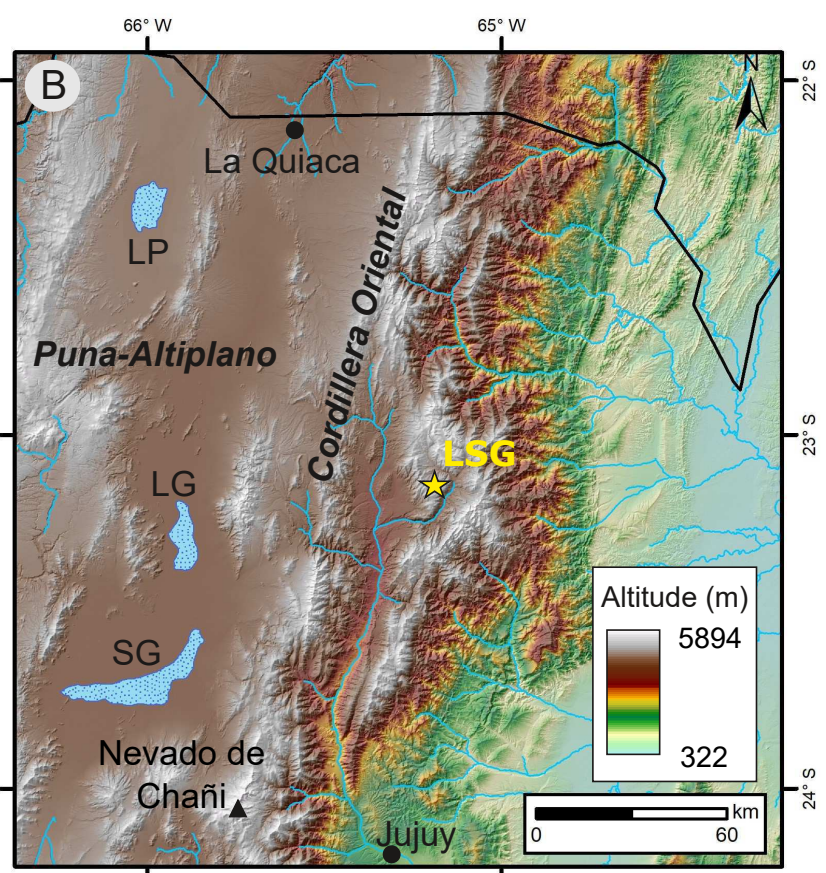 66° W
65° W
B
N
22° S
La Quiaca
LP
Cordillera Oriental
Puna-Altiplano
23° S
LSG
LG
Altitude (m)
5894
SG
322
Nevado de
Chañi
24° S
km
0
60
Jujuy